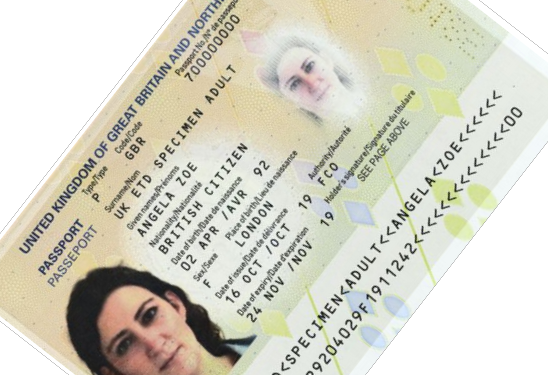 UNITED KINGDOM OF GREAT BRITAIN AND NORTH
PASSPORT
PASSEPORT
Type/Type
Code/Code
Passport No./Nº de passeport
P
GBR
700000000
Surname/Nom
UK ETD SPECIMEN ADULT
Given names/Prénoms
ANGELA ZOE
Nationality/Nationalité
BRITISH CITIZEN
Date of birth/Date de naissance
02 APR /AVR 92
Sex/Sexe
Place of birth/Lieu de naissance
F
LONDON
Date of issue/Date de délivrance
Authority/Autorité
16 OCT /OCT 19
FCO
Date of expiry/Date d'expiration
Holder's signature/Signature du titulaire
24 NOV /NOV 19
SEE PAGE ABOVE
<SPECIMEN<ADULT<<ANGELA<ZOE<<<<<<
9204029F1911242<<<<<<<<<<<<<<00